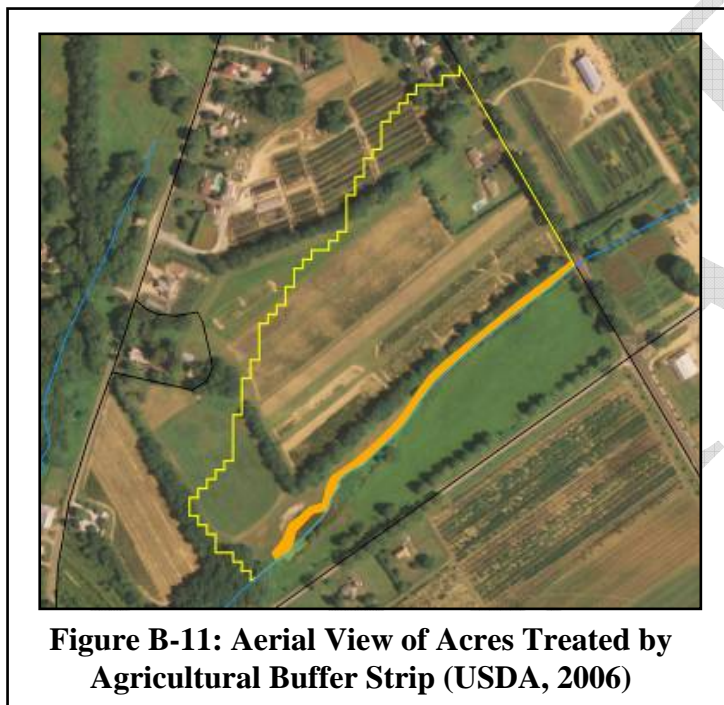 Figure B-11: Aerial View of Acres Treated by
Agricultural Buffer Strip (USDA, 2006)